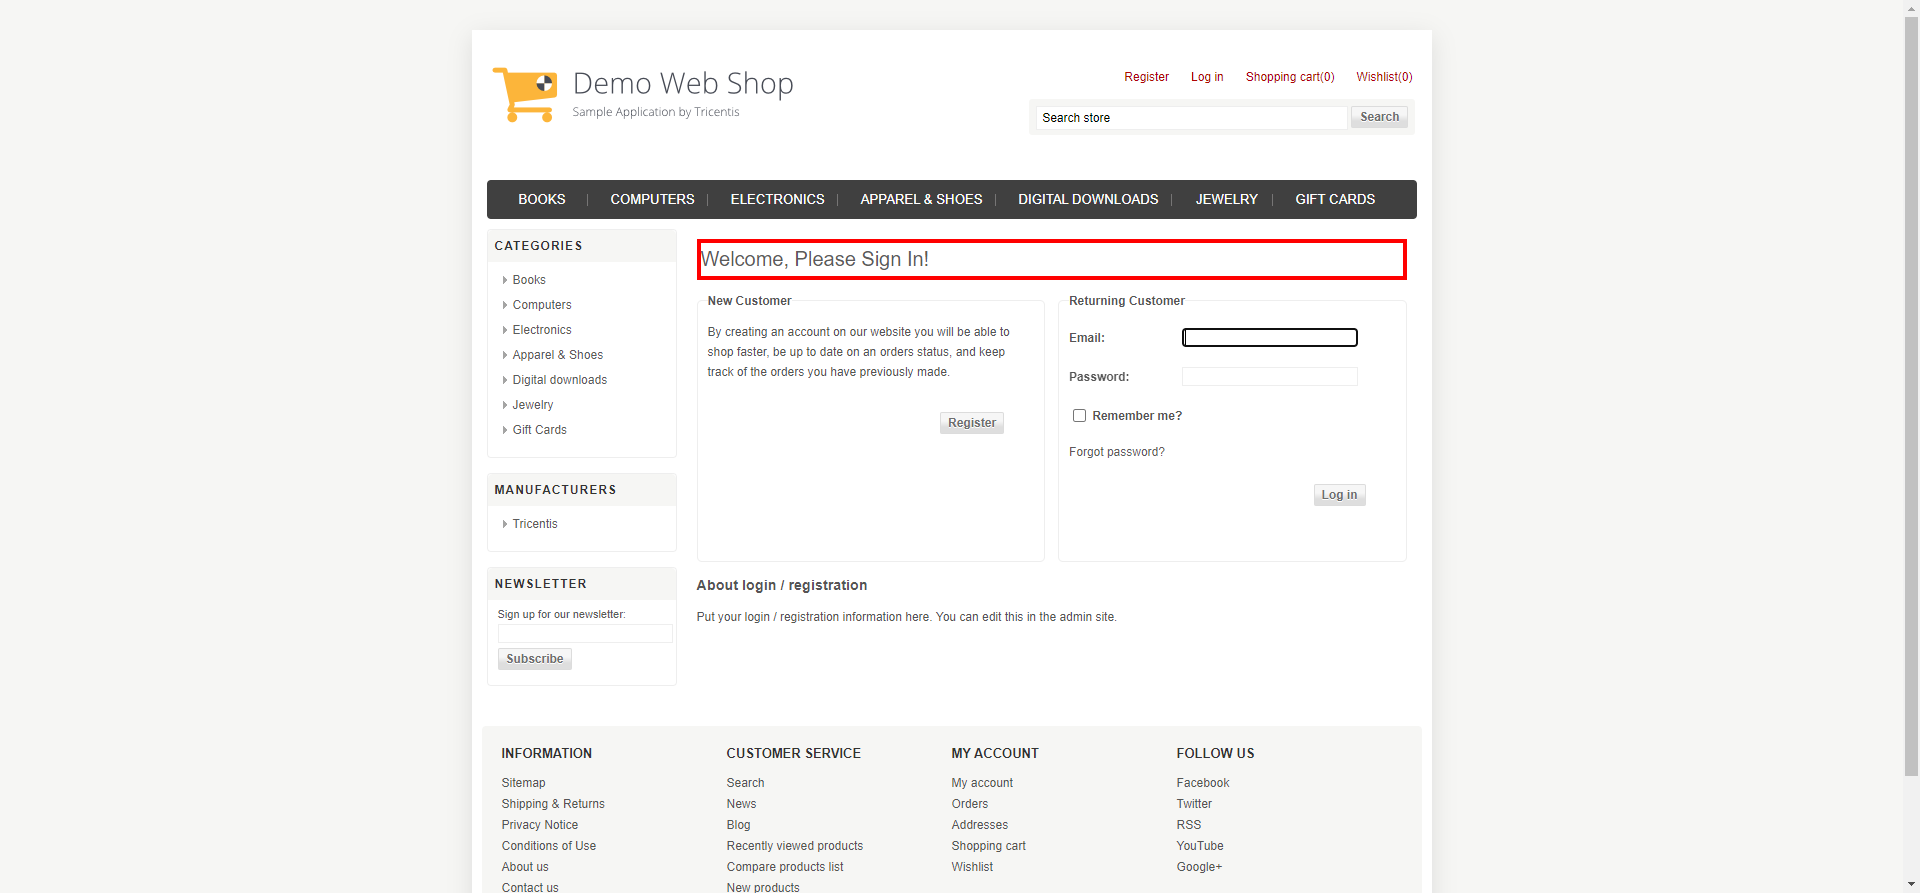 Demo Web Shop
Sample Application by Tricentis
Register Log in Shopping cart(0) Wishlist(0)
Search store Search
BOOKS COMPUTERS ELECTRONICS APPAREL & SHOES DIGITAL DOWNLOADS JEWELRY GIFT CARDS
CATEGORIES
Books
Computers
Electronics
Apparel & Shoes
Digital downloads
Jewelry
Gift Cards
MANUFACTURERS
Tricentis
NEWSLETTER
Sign up for our newsletter:
Subscribe
Welcome, Please Sign In!
New Customer
By creating an account on our website you will be able to
shop faster, be up to date on an orders status, and keep
track of the orders you have previously made.
Register
Returning Customer
Email:
Password:
Remember me?
Forgot password?
Log in
About login / registration
Put your login / registration information here. You can edit this in the admin site.
INFORMATION
Sitemap
Shipping & Returns
Privacy Notice
Conditions of Use
About us
Contact us
CUSTOMER SERVICE
Search
News
Blog
Recently viewed products
Compare products list
New products
MY ACCOUNT
My account
Orders
Addresses
Shopping cart
Wishlist
FOLLOW US
Facebook
Twitter
RSS
YouTube
Google+